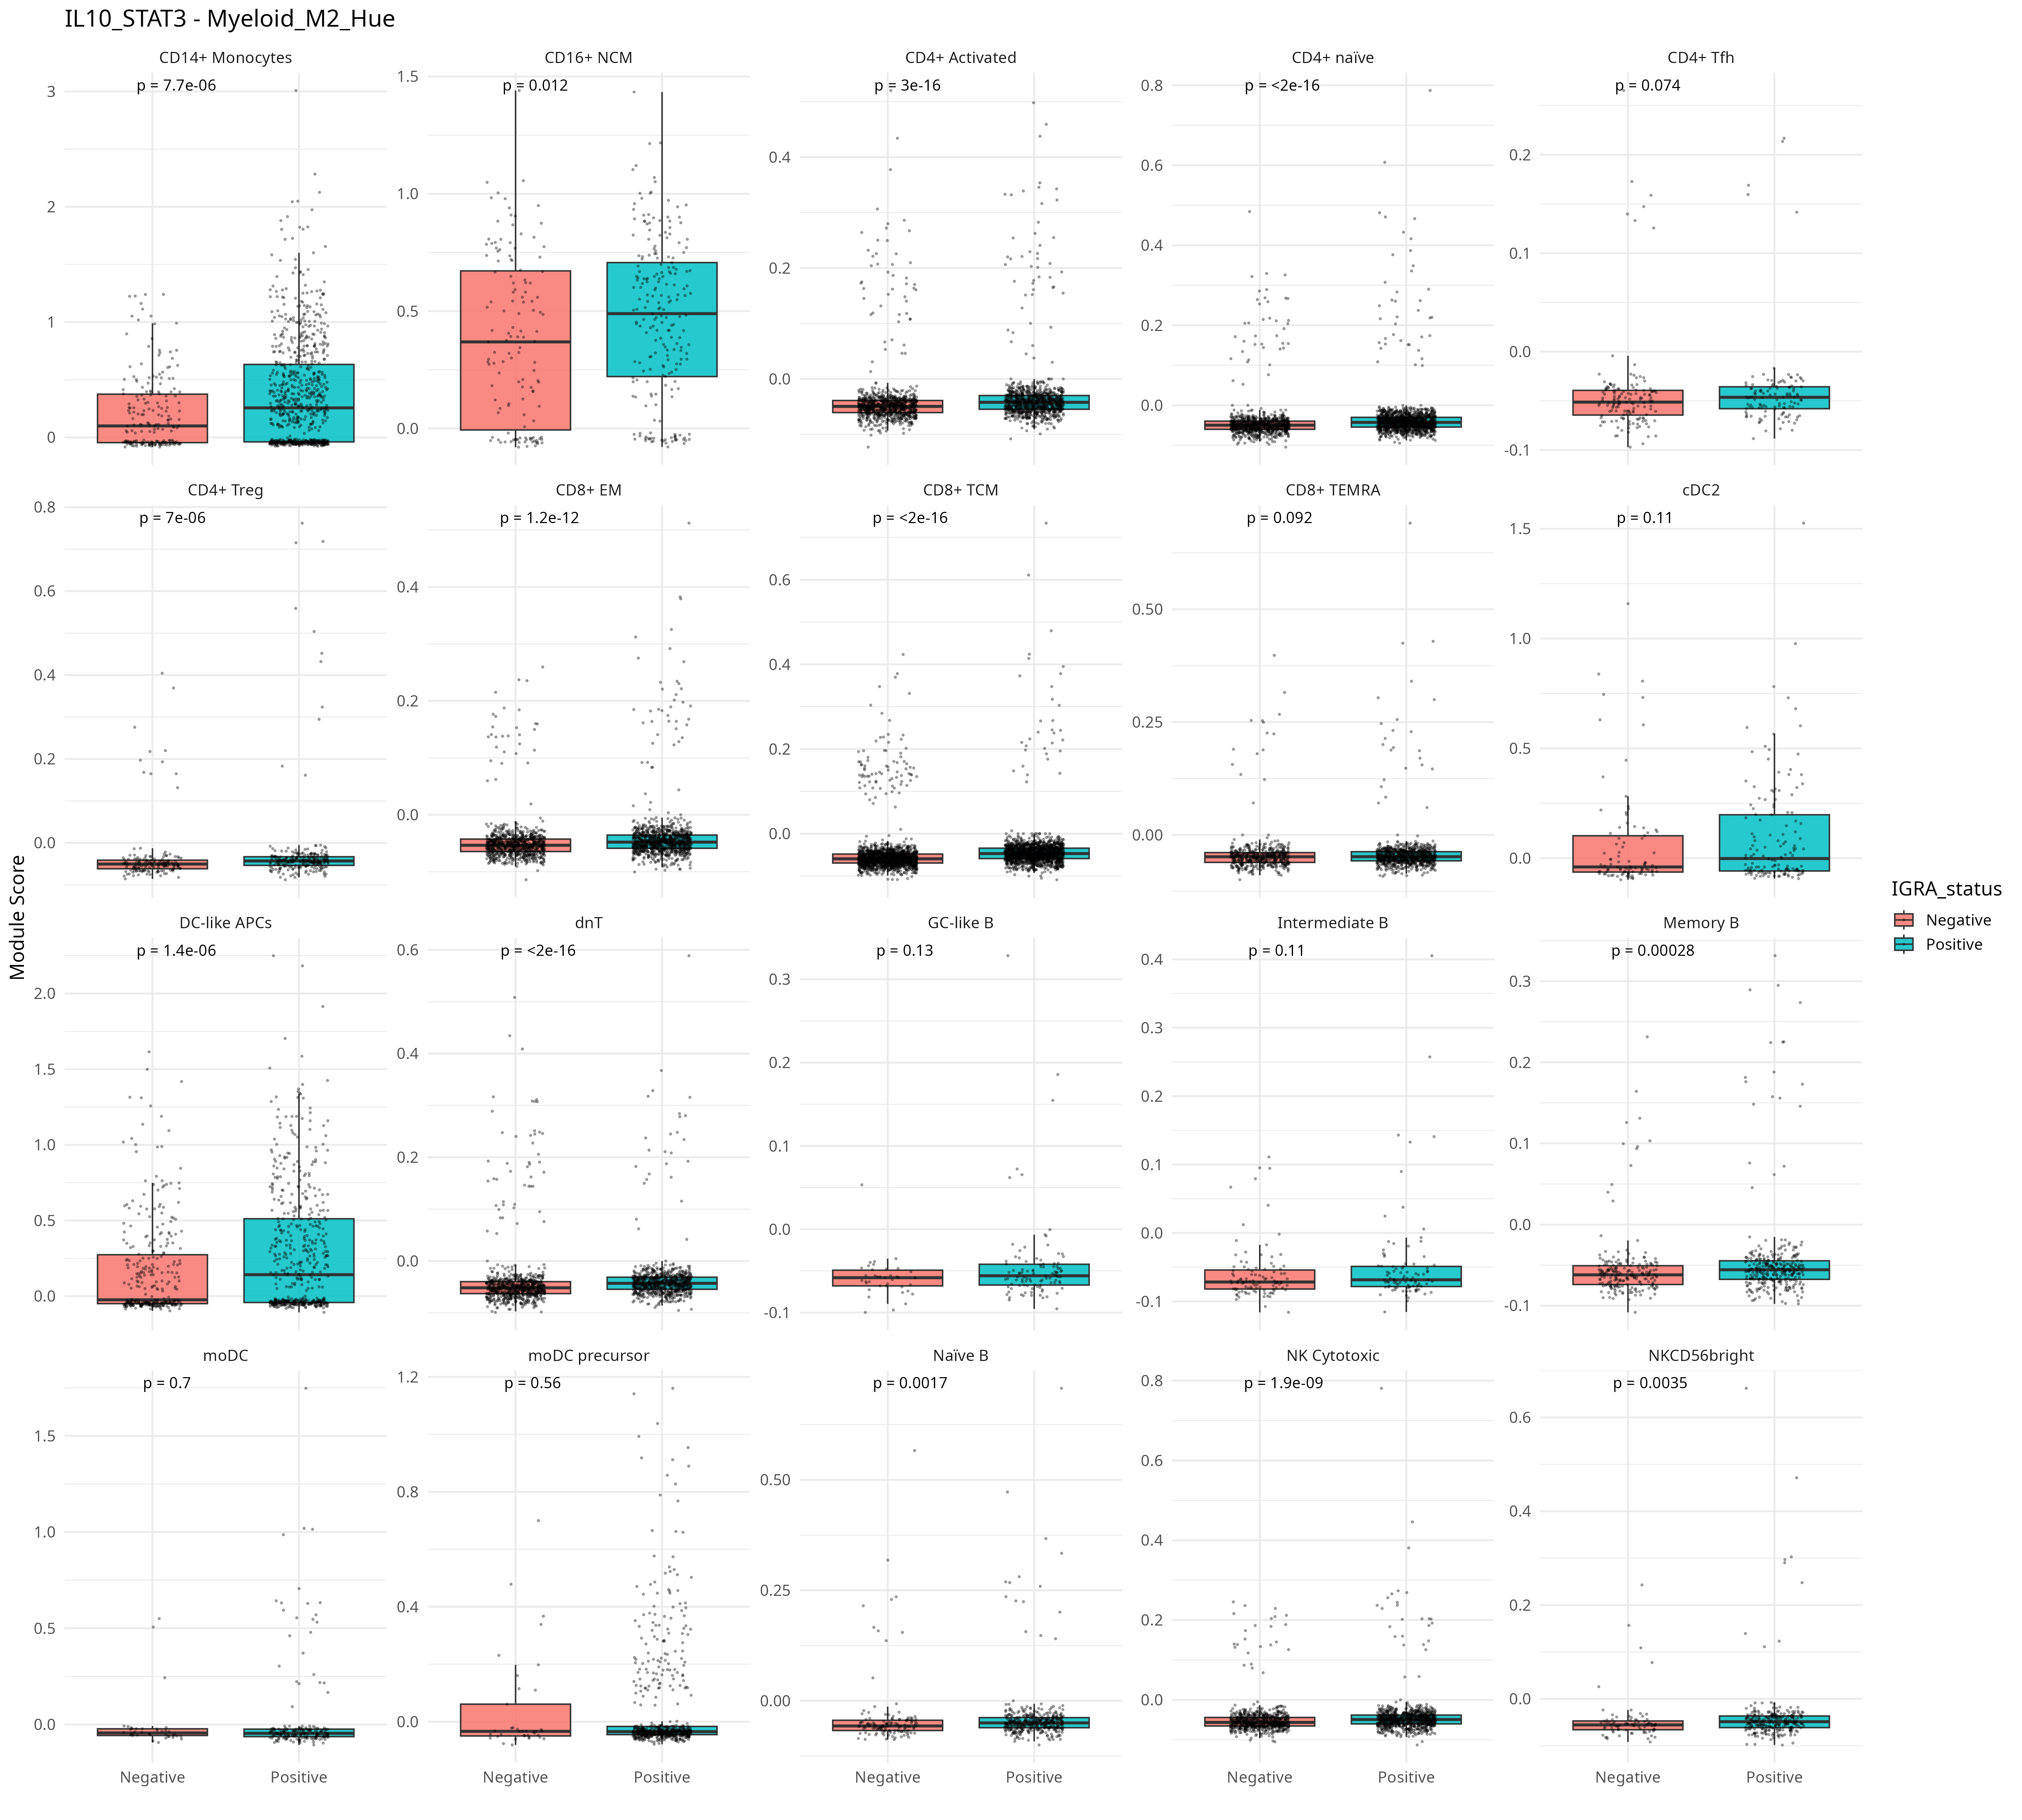 IL10_STAT3 - Myeloid_M2_Hue
CD14+ Monocytes
CD16+ NCM
CD4+ Activated
CD4+ naïve
CD4+ Tfh
p = 7.7e-06
p = 0.012
p = 3e-16
p = <2e-16
p = 0.074
3
2
1
0
1.5
1.0
0.5
0.0
0.4
0.2
0.0
0.8
0.6
0.4
0.2
0.0
0.2
0.1
0.0
-0.1
CD4+ Treg
CD8+ EM
CD8+ TCM
CD8+ TEMRA
cDC2
p = 7e-06
p = 1.2e-12
p = <2e-16
p = 0.092
p = 0.11
0.8
0.6
0.4
0.2
0.0
0.4
0.2
0.0
0.6
0.4
0.2
0.0
0.50
0.25
0.00
1.5
1.0
0.5
0.0
Module Score
DC-like APCs
dnT
GC-like B
Intermediate B
Memory B
p = 1.4e-06
p = <2e-16
p = 0.13
p = 0.11
p = 0.00028
2.0
1.5
1.0
0.5
0.0
0.6
0.4
0.2
0.0
0.3
0.2
0.1
0.0
-0.1
0.4
0.3
0.2
0.1
0.0
-0.1
0.3
0.2
0.1
0.0
-0.1
moDC
moDC precursor
Naïve B
NK Cytotoxic
NKCD56bright
p = 0.7
p = 0.56
p = 0.0017
p = 1.9e-09
p = 0.0035
1.5
1.0
0.5
0.0
1.2
0.8
0.4
0.0
0.50
0.25
0.00
0.8
0.6
0.4
0.2
0.0
0.6
0.4
0.2
0.0
Negative
Positive
Negative
Positive
Negative
Positive
Negative
Positive
Negative
Positive
IGRA_status
Negative
Positive